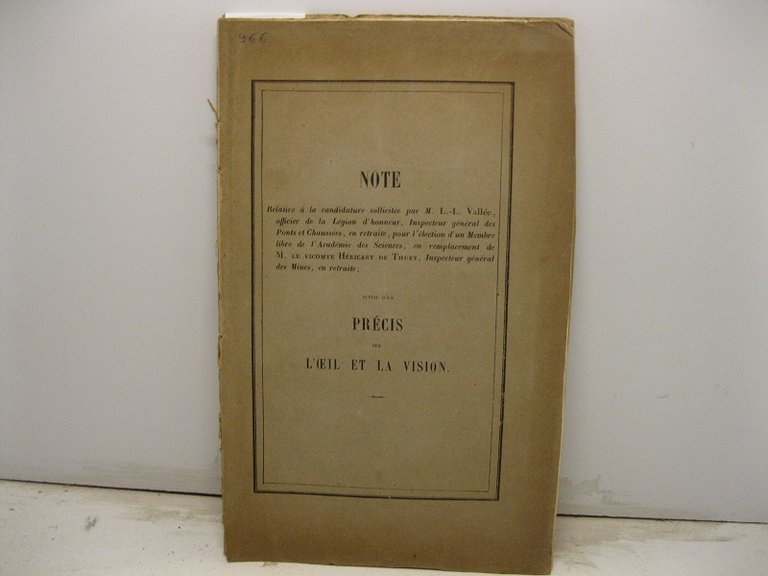 966
NOTE
Relative à la candidature sollicitée par M. L.-L. Vallée,
officier de la Légion d'honneur, Inspecteur général des
Ponts et Chaussées, en retraite, pour l'élection d'un Membre
libre de l'Académie des Sciences, en remplacement de
M. LE VICOMTE HÉRICART DE THURY, Inspecteur général
des Mines, en retraite;
SUIVIE D'UN
PRÉCIS
SUR
L'ŒIL ET LA VISION.